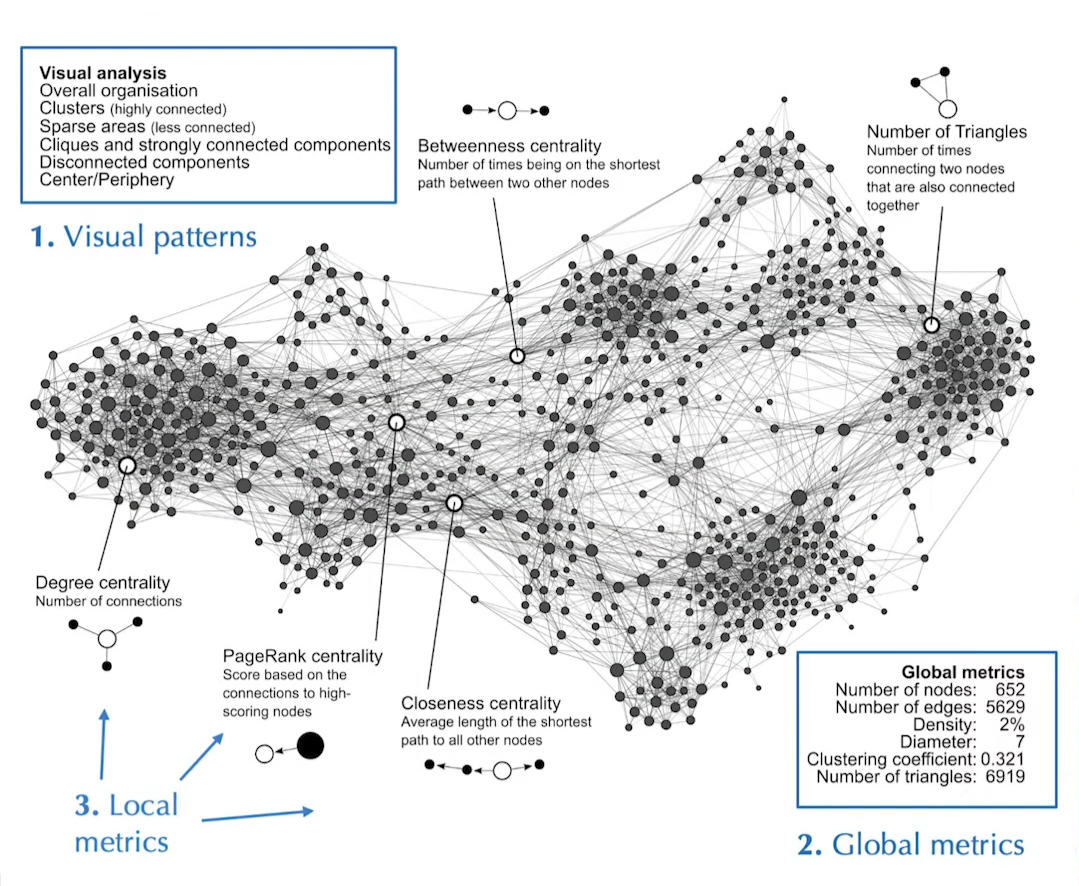 Visual analysis
Overall organisation
Clusters (highly connected)
Sparse areas (less connected)
Cliques and strongly connected components
Disconnected components
Center/Periphery
1. Visual patterns
Betweenness centrality
Number of times being on the shortest
path between two other nodes
Number of Triangles
Number of times
connecting two nodes
that are also connected
together
Degree centrality
Number of connections
PageRank centrality
Score based on the
connections to high-
scoring nodes
Closeness centrality
Average length of the shortest
path to all other nodes
3. Local
metrics
Global metrics
Number of nodes: 652
Number of edges: 5629
Density: 2%
Diameter: 7
Clustering coefficient: 0.321
Number of triangles: 6919
2. Global metrics